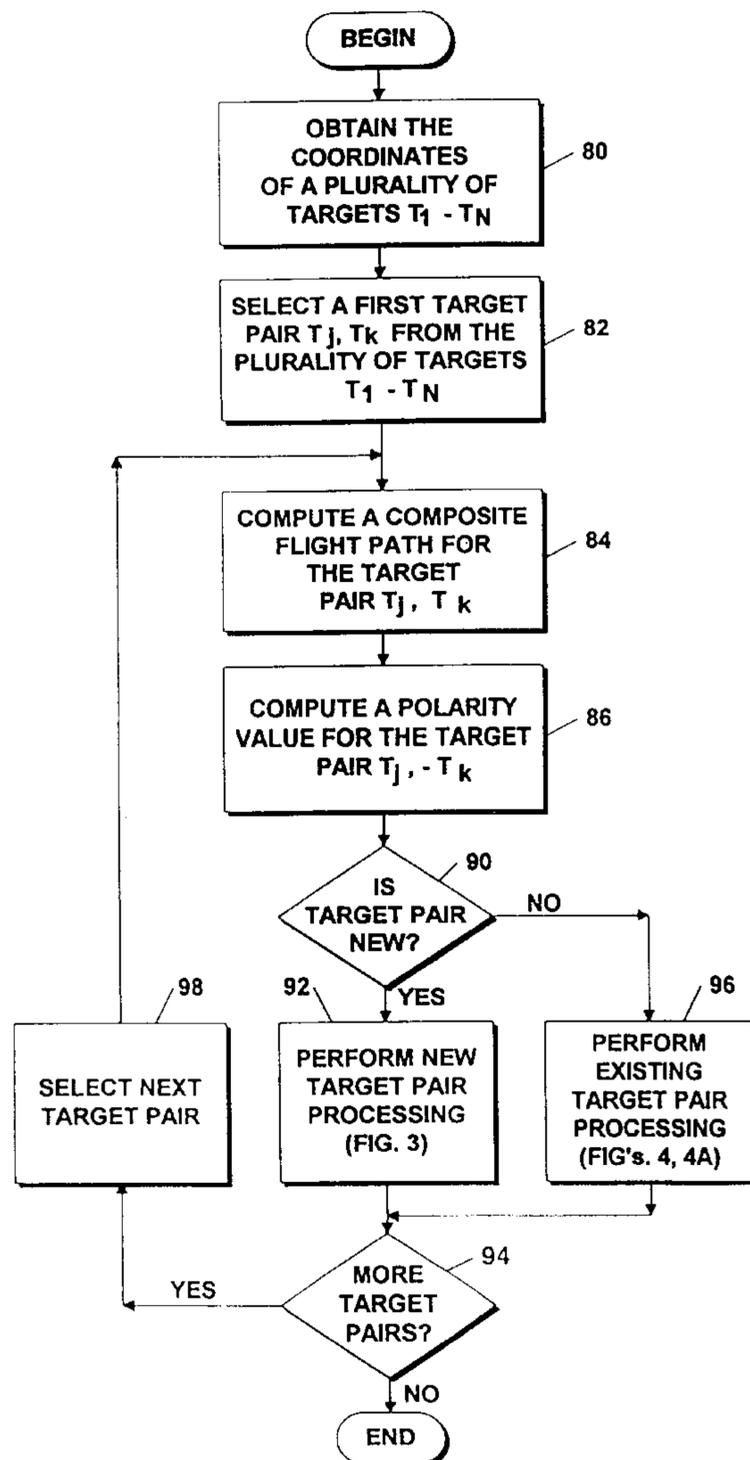 BEGIN
OBTAIN THE
COORDINATES
OF A PLURALITY OF
TARGETS T1 - TN
80
SELECT A FIRST TARGET
PAIR Tj, Tk FROM THE
PLURALITY OF TARGETS
T1 - TN
82
COMPUTE A COMPOSITE
FLIGHT PATH FOR
THE TARGET
PAIR Tj, Tk
84
COMPUTE A POLARITY
VALUE FOR THE TARGET
PAIR Tj, - Tk
86
90
IS
TARGET PAIR
NEW?
NO
YES
98
SELECT NEXT
TARGET PAIR
92
PERFORM NEW
TARGET PAIR
PROCESSING
(FIG. 3)
96
PERFORM
EXISTING
TARGET PAIR
PROCESSING
(FIG's. 4, 4A)
94
MORE
TARGET
PAIRS?
YES
NO
END